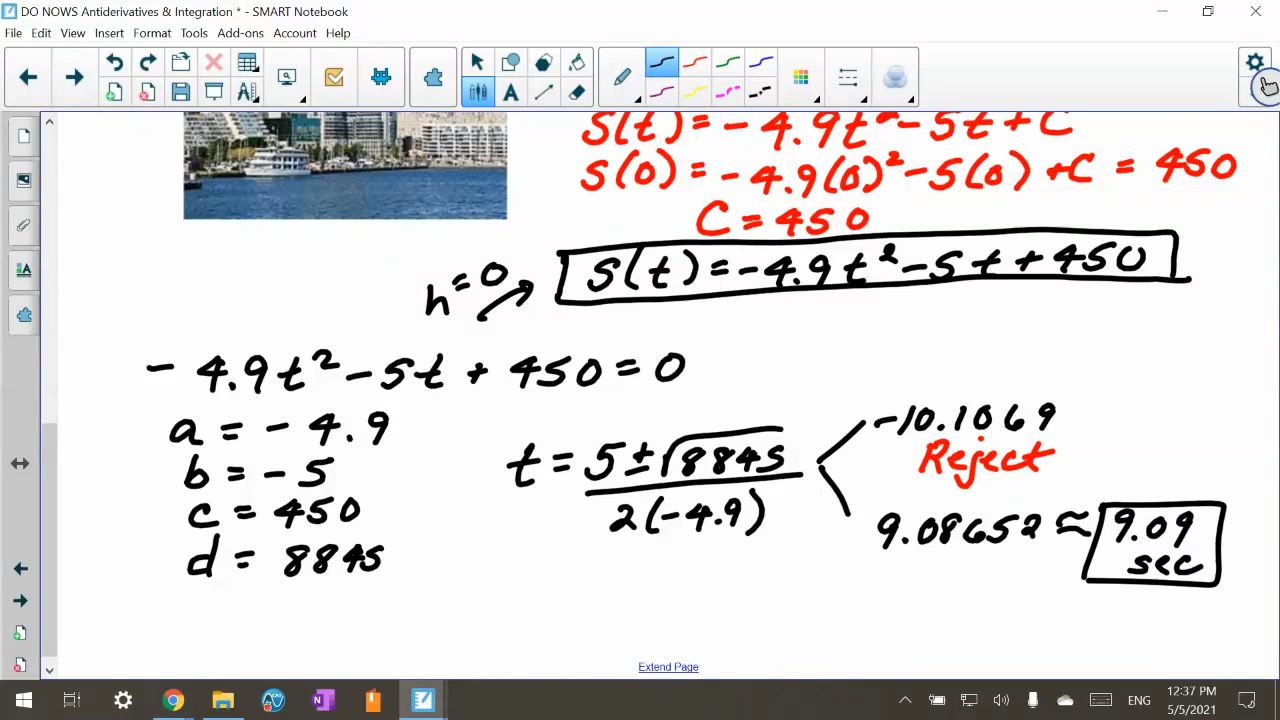 DO NOWS Antiderivatives & Integration * - SMART Notebook
File Edit View Insert Format Tools Add-ons Account Help
S(t) = -4.9t² - 5t + C
S(0) = -4.9(0)² - 5(0) + C = 450
C = 450
h = 0
S(t) = -4.9t² - 5t + 450
-4.9t² - 5t + 450 = 0
a = -4.9
b = -5
c = 450
d = 8845
t = 5 ± √8845
2(-4.9)
-10.1069
Reject
9.08652 ≈ 9.09
sec
Extend Page
ENG
12:37 PM
5/5/2021